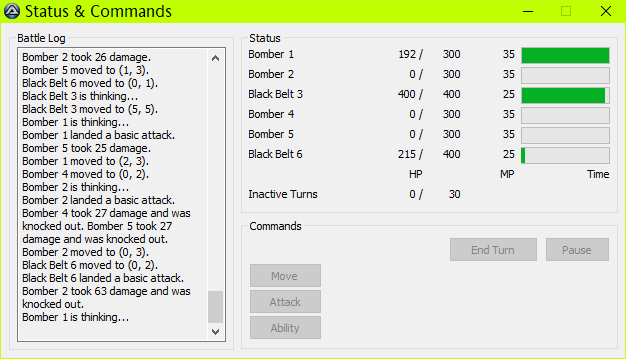 Status & Commands
Battle Log
Bomber 2 took 26 damage.
Bomber 5 moved to (1, 3).
Black Belt 6 moved to (0, 1).
Black Belt 3 is thinking...
Black Belt 3 moved to (5, 5).
Bomber 1 is thinking...
Bomber 1 landed a basic attack.
Bomber 5 took 25 damage.
Bomber 1 moved to (2, 3).
Bomber 4 moved to (0, 2).
Bomber 2 is thinking...
Bomber 2 landed a basic attack.
Bomber 4 took 27 damage and was
knocked out. Bomber 5 took 27
damage and was knocked out.
Bomber 2 moved to (0, 3).
Black Belt 6 moved to (0, 2).
Black Belt 6 landed a basic attack.
Bomber 2 took 63 damage and was
knocked out.
Bomber 1 is thinking...
Status
Bomber 1 192 / 300 35
Bomber 2 0 / 300 35
Black Belt 3 400 / 400 25
Bomber 4 0 / 300 35
Bomber 5 0 / 300 35
Black Belt 6 215 / 400 25
HP MP Time
Inactive Turns 0 / 30
Commands
End Turn Pause
Move
Attack
Ability